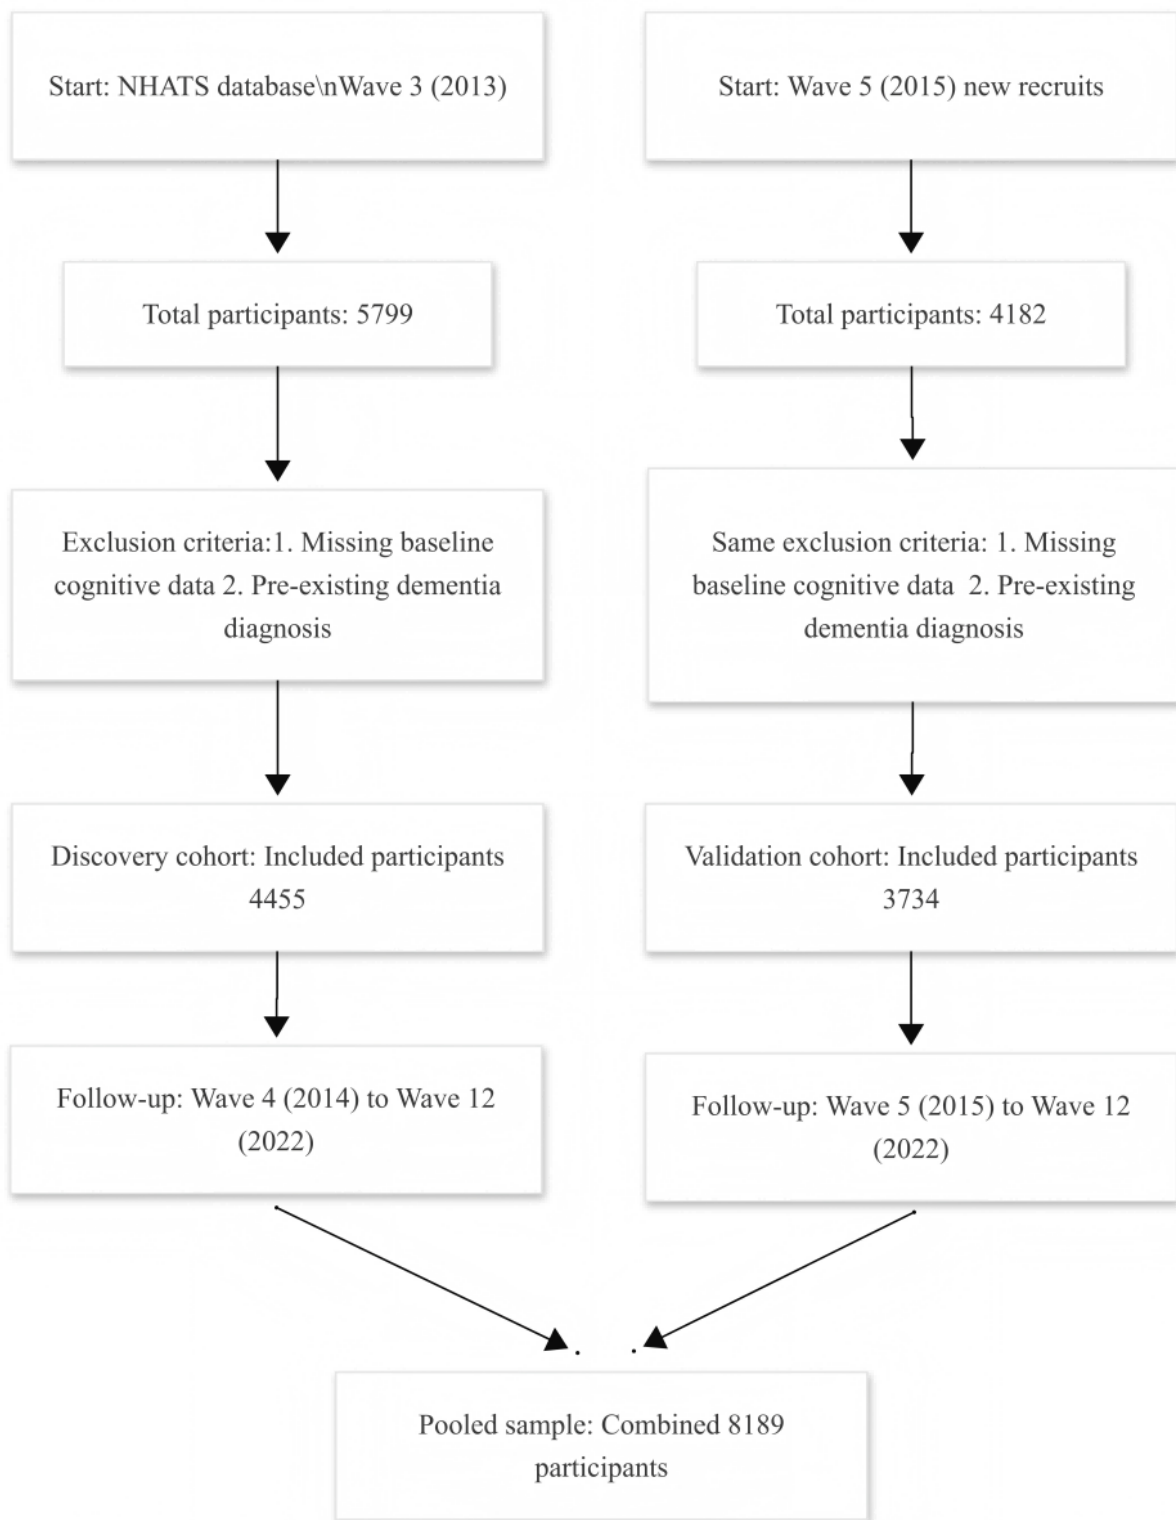 Start: NHATS database\nWave 3 (2013)
Total participants: 5799
Exclusion criteria:1. Missing baseline
cognitive data 2. Pre-existing dementia
diagnosis
Discovery cohort: Included participants
4455
Follow-up: Wave 4 (2014) to Wave 12
(2022)
Start: Wave 5 (2015) new recruits
Total participants: 4182
Same exclusion criteria: 1. Missing
baseline cognitive data  2. Pre-existing
dementia diagnosis
Validation cohort: Included participants
3734
Follow-up: Wave 5 (2015) to Wave 12
(2022)
Pooled sample: Combined 8189
participants